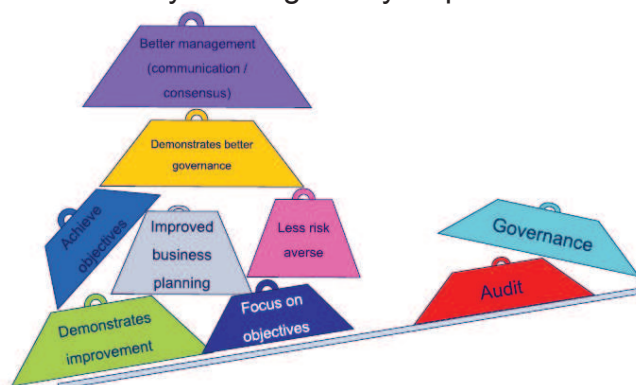 Better management
(communication /
consensus)
Demonstrates better
governance
Achieve
objectives
Improved
business
planning
Less risk
averse
Governance
Audit
Demonstrates
improvement
Focus on
objectives